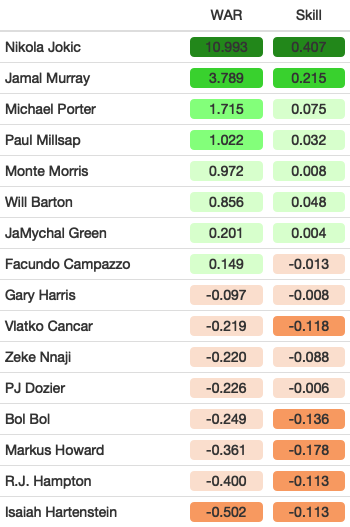 WAR Skill
Nikola Jokic 10.993 0.407
Jamal Murray 3.789 0.215
Michael Porter 1.715 0.075
Paul Millsap 1.022 0.032
Monte Morris 0.972 0.008
Will Barton 0.856 0.048
JaMychal Green 0.201 0.004
Facundo Campazzo 0.149 -0.013
Gary Harris -0.097 -0.008
Vlatko Cancar -0.219 -0.118
Zeke Nnaji -0.220 -0.088
PJ Dozier -0.226 -0.006
Bol Bol -0.249 -0.136
Markus Howard -0.361 -0.178
R.J. Hampton -0.400 -0.113
Isaiah Hartenstein -0.502 -0.113